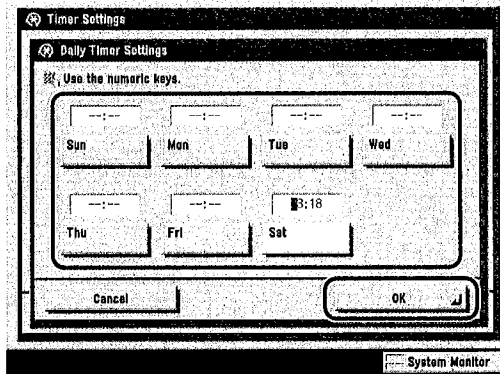 Timer Settings
Daily Timer Settings
Use the numeric keys.
--:-- --:-- --:-- --:--
Sun Mon Tue Wed
--:-- --:-- 3:18
Thu Fri Sat
Cancel OK
System Monitor